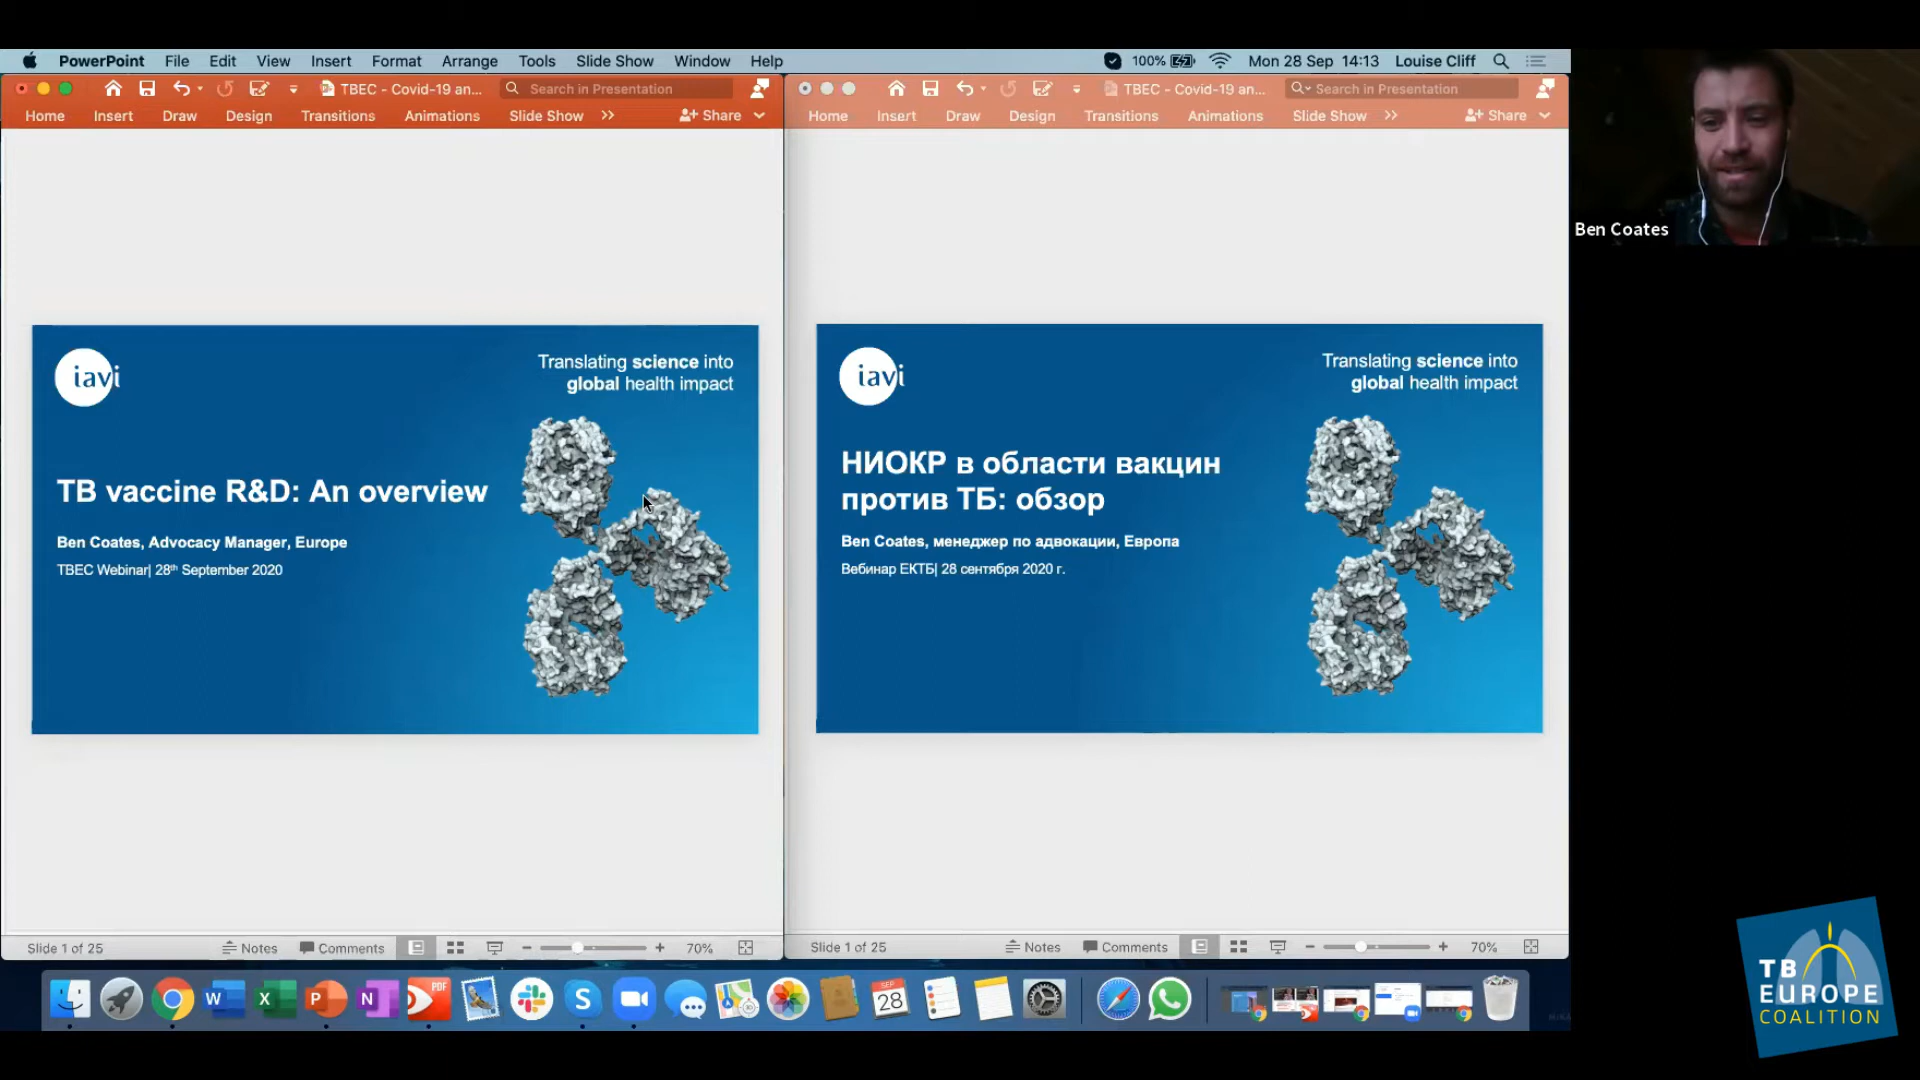 PowerPoint File Edit View Insert Format Arrange Tools Slide Show Window Help 100% Mon 28 Sep 14:13 Louise Cliff
TBEC - Covid-19 an... Search in Presentation
Home Insert Draw Design Transitions Animations Slide Show >> Share
iavi
Translating science into
global health impact
TB vaccine R&D: An overview
Ben Coates, Advocacy Manager, Europe
TBEC Webinar| 28th September 2020
Slide 1 of 25 Notes Comments 70%
TBEC - Covid-19 an... Search in Presentation
Home Insert Draw Design Transitions Animations Slide Show >> Share
iavi
Translating science into
global health impact
НИОКР в области вакцин
против ТБ: обзор
Ben Coates, менеджер по адвокации, Европа
Вебинар ЕКТБ| 28 сентября 2020 г.
Slide 1 of 25 Notes Comments 70%
Ben Coates
W X P N PDF S SEP 28
TB
EUROPE
COALITION